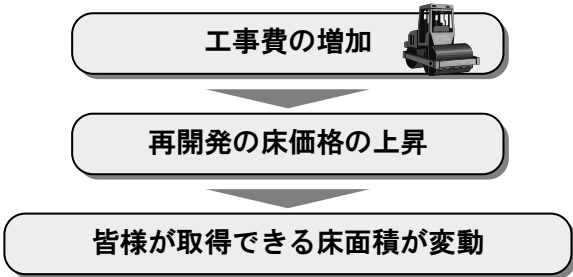 工事費の増加
再開発の床価格の上昇
皆様が取得できる床面積が変動